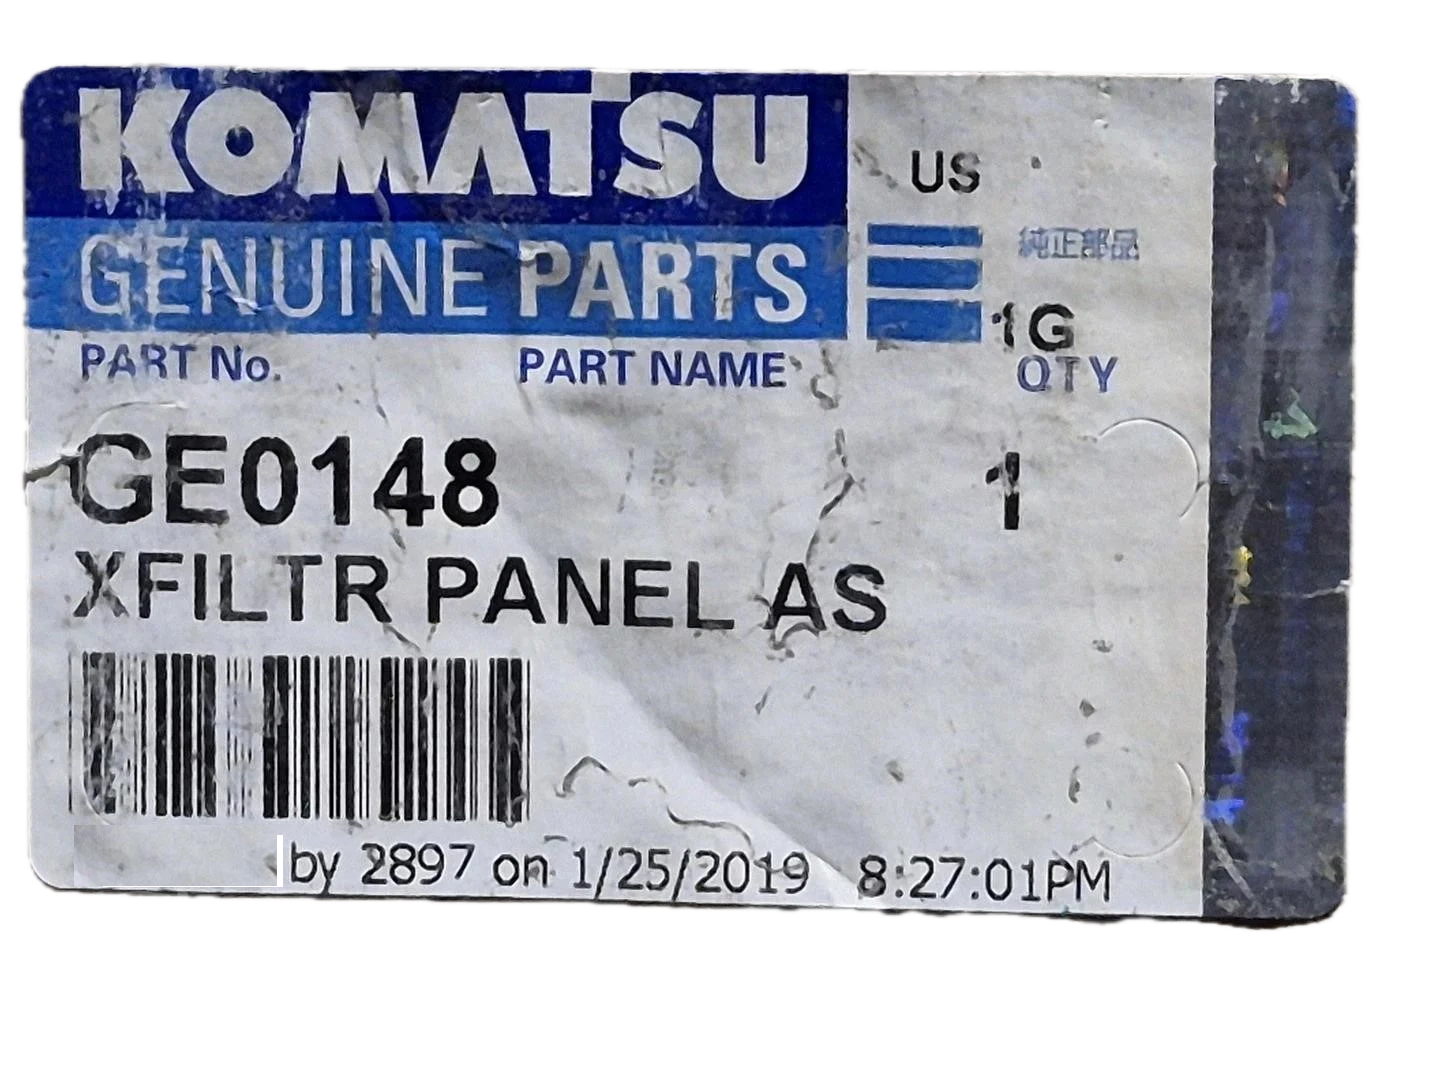 KOMATSU
US
GENUINE PARTS
純正部品
1G
PART No.
PART NAME
QTY
GE0148
1
XFILTR PANEL AS
by 2897 on 1/25/2019 8:27:01PM